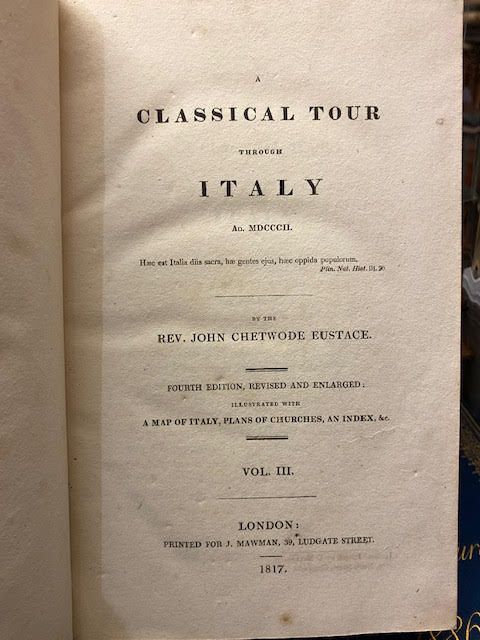 A
CLASSICAL TOUR
THROUGH
ITALY
AD. MDCCCII.
Hæc est Italia diis sacra, hæ gentes ejus, hæc oppida populorum.
Plin. Nat. Hist. 20.
BY THE
REV. JOHN CHETWODE EUSTACE.
FOURTH EDITION, REVISED AND ENLARGED:
ILLUSTRATED WITH
A MAP OF ITALY, PLANS OF CHURCHES, AN INDEX, &c.
VOL. III.
LONDON:
PRINTED FOR J. MAWMAN, 39, LUDGATE STREET.
1817.